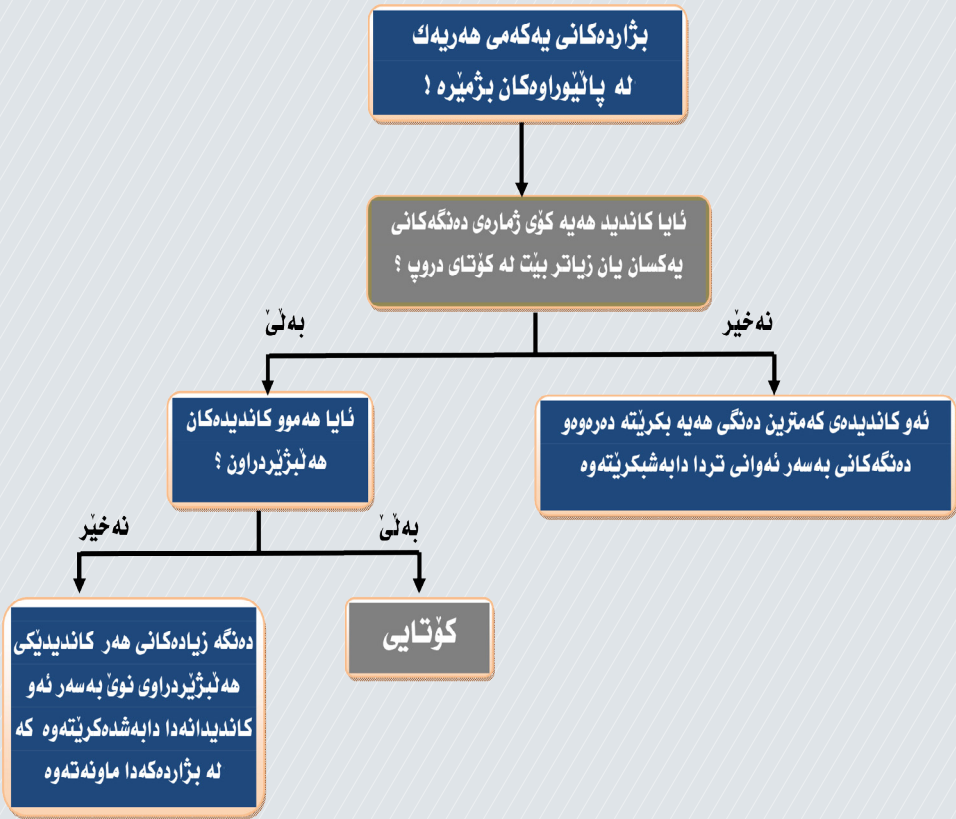 بژاردەکانی یەکەمی هەریەك
لە پاڵێوراوەکان بژمێرە !
ئایا کاندید هەیە کۆی ژمارەی دەنگەکانی
یەکسان یان زیاتر بێت لە کۆتای دروپ ؟
نەخێر
بەڵێ
ئەو کاندیدەی کەمترین دەنگی هەیە بکرێتە دەرەوەو
دەنگەکانی بەسەر ئەوانی تردا دابەشبکرێتەوە
ئایا هەموو کاندیدەکان
هەڵبژێردراون ؟
بەڵێ
نەخێر
کۆتایی
دەنگە زیادەکانی هەر کاندیدێکی
هەڵبژێردراوی نوێ بەسەر ئەو
کاندیدانەدا دابەشدەکرێتەوە کە
لە بژاردەکەدا ماونەتەوە